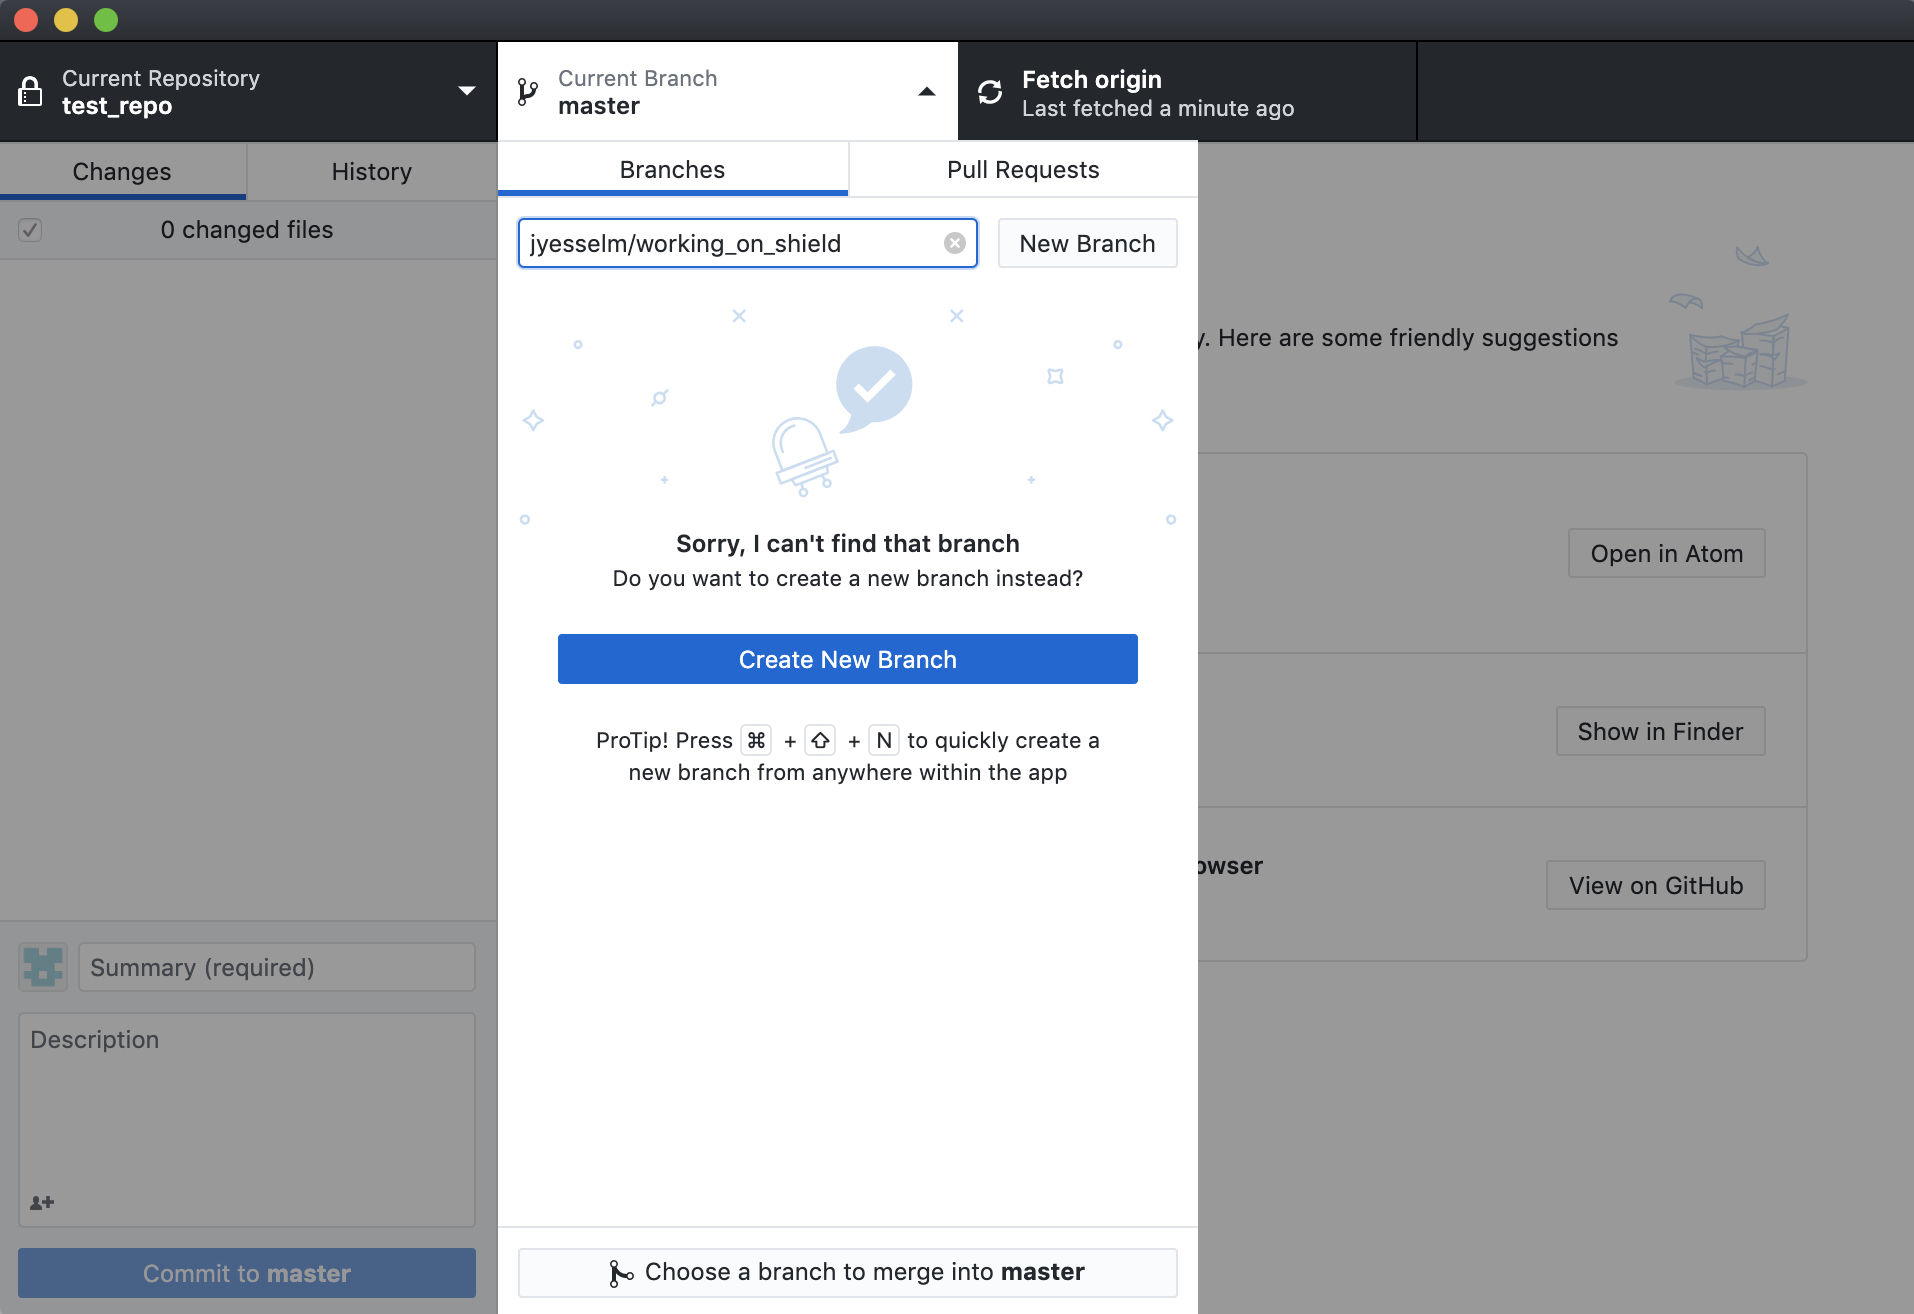 Current Repository
test_repo
Current Branch
master
Fetch origin
Last fetched a minute ago
Changes
History
Branches
Pull Requests
0 changed files
jyesselm/working_on_shield
New Branch
y. Here are some friendly suggestions
Sorry, I can't find that branch
Do you want to create a new branch instead?
Open in Atom
Create New Branch
ProTip! Press ⌘ + ⇧ + N to quickly create a
new branch from anywhere within the app
Show in Finder
owser
View on GitHub
Summary (required)
Description
Commit to master
Choose a branch to merge into master